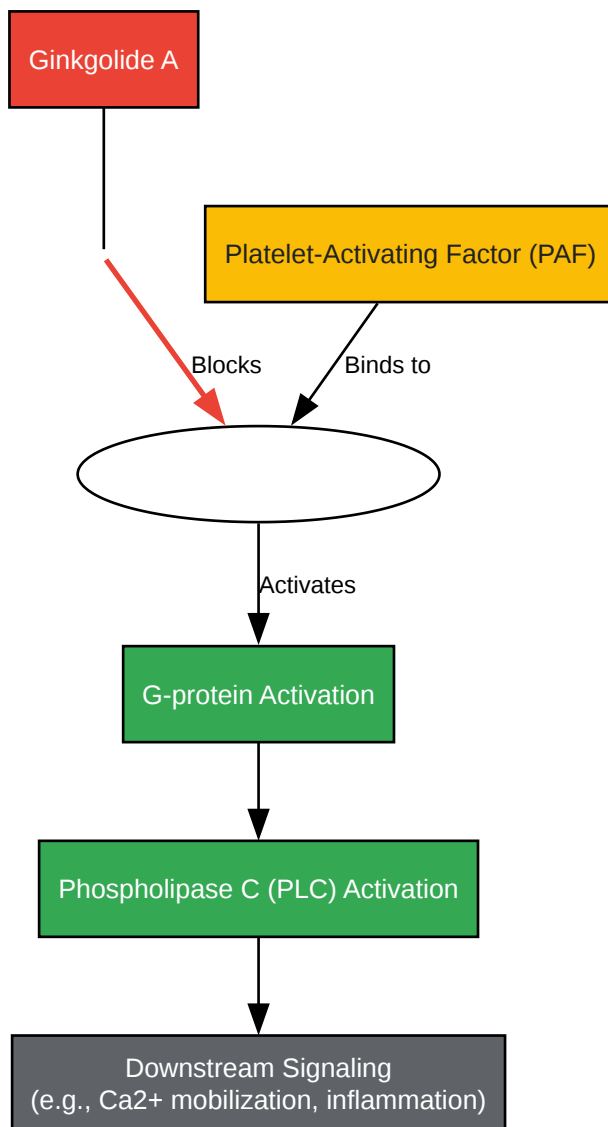 Ginkgolide A
Platelet-Activating Factor (PAF)
Blocks
Binds to
Activates
G-protein Activation
Phospholipase C (PLC) Activation
Downstream Signaling
(e.g., Ca2+ mobilization, inflammation)